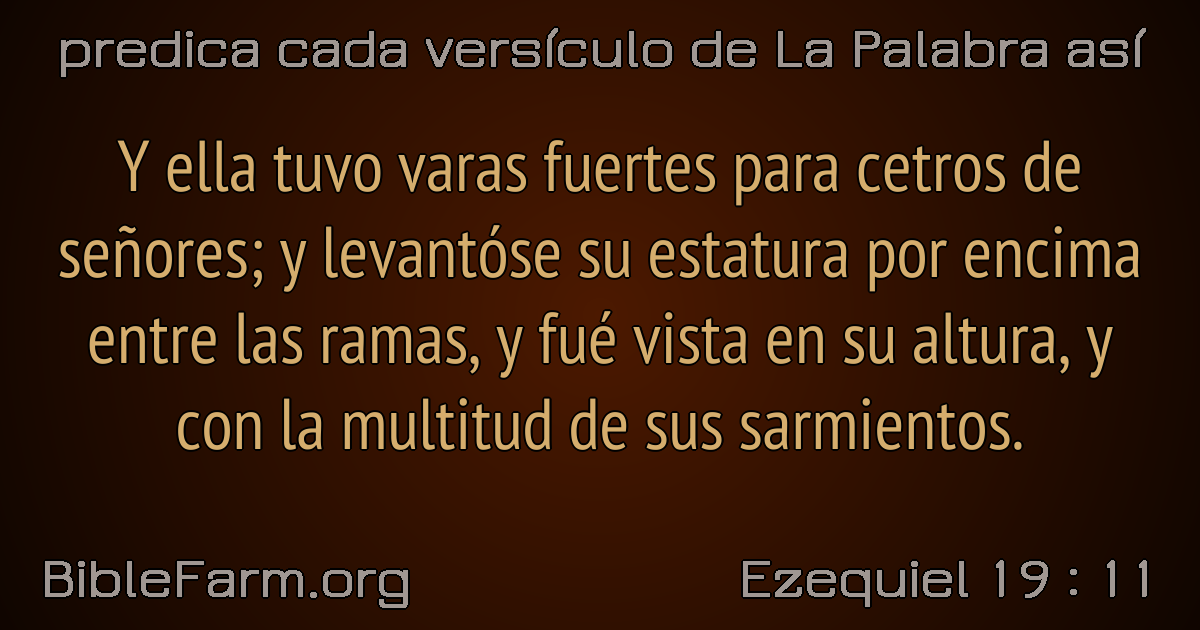 predica cada versículo de La Palabra así
Y ella tuvo varas fuertes para cetros de
señores; y levantóse su estatura por encima
entre las ramas, y fué vista en su altura, y
con la multitud de sus sarmientos.
BibleFarm.org
Ezequiel 19 : 11